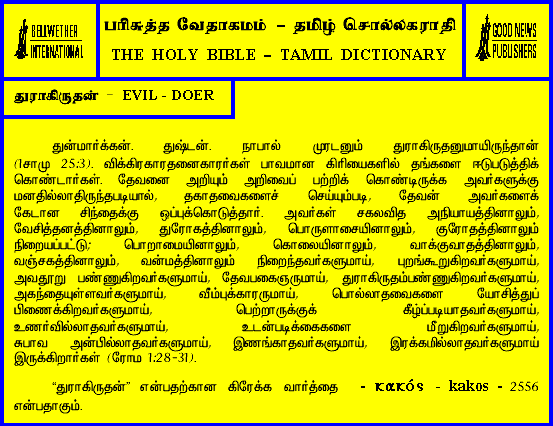 BELLWETHER
INTERNATIONAL
பரிசுத்த வேதாகமம் – தமிழ் சொல்லகராதி
THE HOLY BIBLE – TAMIL DICTIONARY
GOOD NEWS
PUBLISHERS
துராகிருதன் – EVIL - DOER
துன்மார்க்கன். துஷ்டன். நாபால் முரடனும் துராகிருதனுமாயிருந்தான்
(1சாமு 25:3). விக்கிரகாராதனைகாரர்கள் பாவமான கிரியைகளில் தங்களை ஈடுபடுத்திக்
கொண்டார்கள். தேவனை அறியும் அறிவைப் பற்றிக் கொண்டிருக்க அவர்களுக்கு
மனதில்லாதிருந்தபடியால், தகாதவைகளைச் செய்யும்படி, தேவன் அவர்களைக்
கேடான சிந்தைக்கு ஒப்புக்கொடுத்தார். அவர்கள் சகலவித அநியாயத்தினாலும்,
வேசித்தனத்தினாலும், துரோகத்தினாலும், பொருளாசையினாலும், குரோதத்தினாலும்
நிறையப்பட்டு; பொறாமையினாலும், கொலையினாலும், வாக்குவாதத்தினாலும்,
வஞ்சகத்தினாலும், வன்மத்தினாலும் நிறைந்தவர்களுமாய், புறங்கூறுகிறவர்களுமாய்,
அவதூறு பண்ணுகிறவர்களுமாய், தேவபகைஞருமாய், துராகிருதம்பண்ணுகிறவர்களுமாய்,
அகந்தையுள்ளவர்களுமாய், வீம்புக்காரருமாய், பொல்லாதவைகளை யோசித்துப்
பிணைக்கிறவர்களுமாய், பெற்றாருக்குக் கீழ்ப்படியாதவர்களுமாய்,
உணர்வில்லாதவர்களுமாய், உடன்படிக்கைகளை மீறுகிறவர்களுமாய்,
சுபாவ அன்பில்லாதவர்களுமாய், இணங்காதவர்களுமாய், இரக்கமில்லாதவர்களுமாய்
இருக்கிறார்கள் (ரோம 1:28-31).
“துராகிருதன்” என்பதற்கான கிரேக்க வார்த்தை - κακός - kakos - 2556
என்பதாகும்.